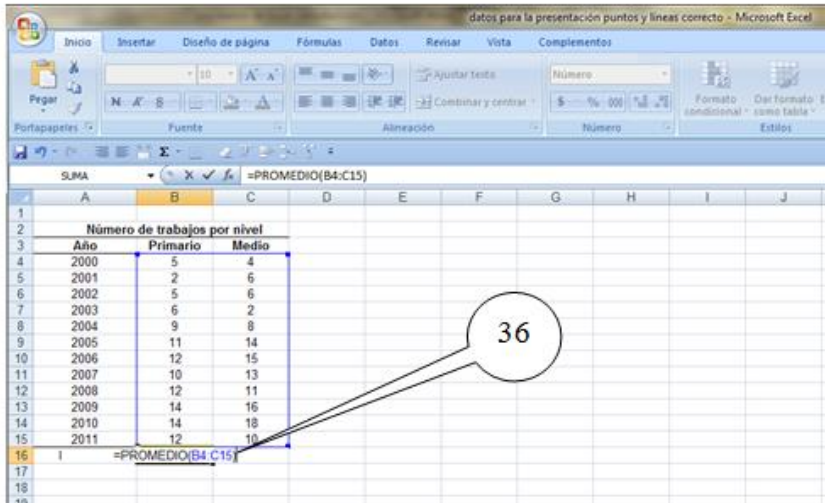 datos para la presentación puntos y líneas correcto - Microsoft Excel
Inicio Insertar Diseño de página Fórmulas Datos Revisar Vista Complementos
Pegar
N K S
10
A A
Ajustar texto
Combinar y centrar
Número
$ % 000
Formato condicional
Dar formato como tabla
Portapapeles Fuente Alineación Número Estilos
Σ
SUMA fx =PROMEDIO(B4:C15)
A B C D E F G H I J
1
2 Número de trabajos por nivel
3 Año Primario Medio
4 2000 5 4
5 2001 2 6
6 2002 5 6
7 2003 6 2
8 2004 9 8
9 2005 11 14
10 2006 12 15
11 2007 10 13
12 2008 12 11
13 2009 14 16
14 2010 14 18
15 2011 12 10
16 I =PROMEDIO(B4:C15)
17
18
19
36